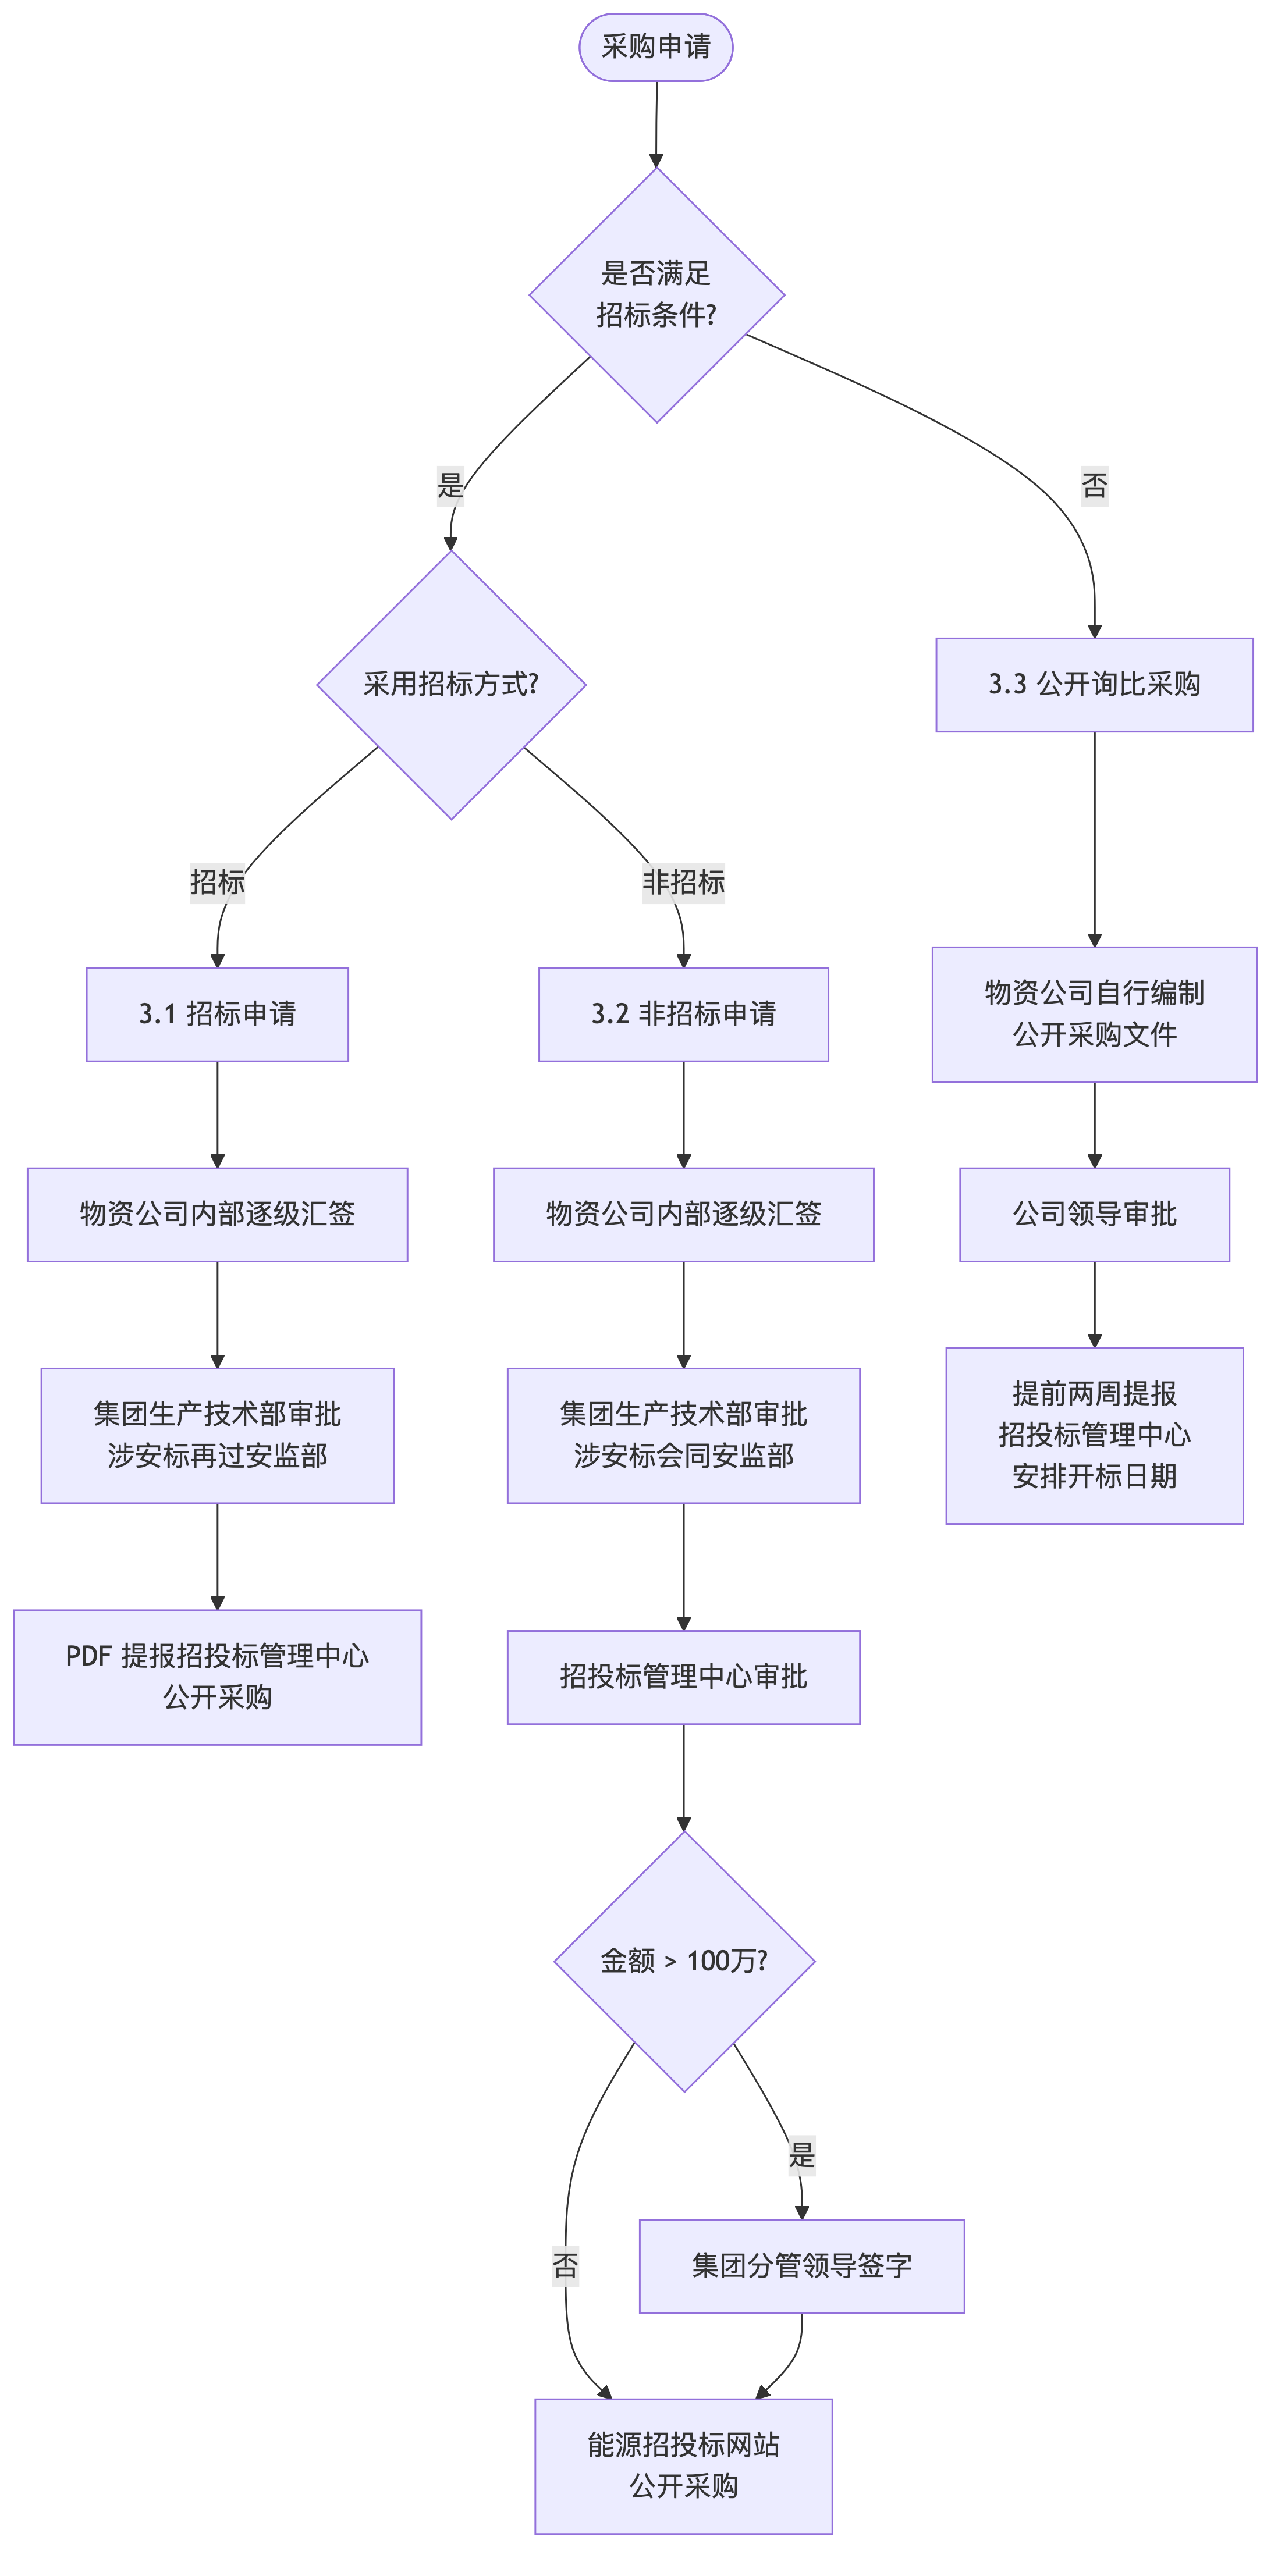 采购申请
是否满足
招标条件?
是
否
采用招标方式?
3.3 公开询比采购
招标
非招标
3.1 招标申请
3.2 非招标申请
物资公司自行编制
公开采购文件
物资公司内部逐级汇签
物资公司内部逐级汇签
公司领导审批
集团生产技术部审批
涉安标再过安监部
集团生产技术部审批
涉安标会同安监部
提前两周提报
招投标管理中心
安排开标日期
PDF 提报招投标管理中心
公开采购
招投标管理中心审批
金额 > 100万?
是
否
集团分管领导签字
能源招投标网站
公开采购